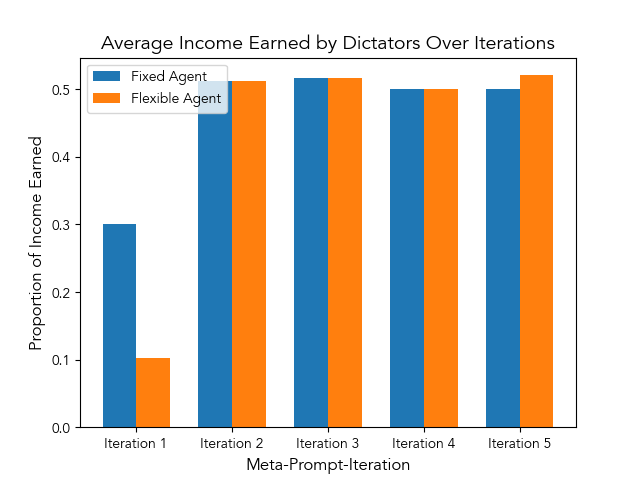 Average Income Earned by Dictators Over Iterations
Fixed Agent
Flexible Agent
Proportion of Income Earned
0.5
0.4
0.3
0.2
0.1
0.0
Iteration 1 Iteration 2 Iteration 3 Iteration 4 Iteration 5
Meta-Prompt-Iteration